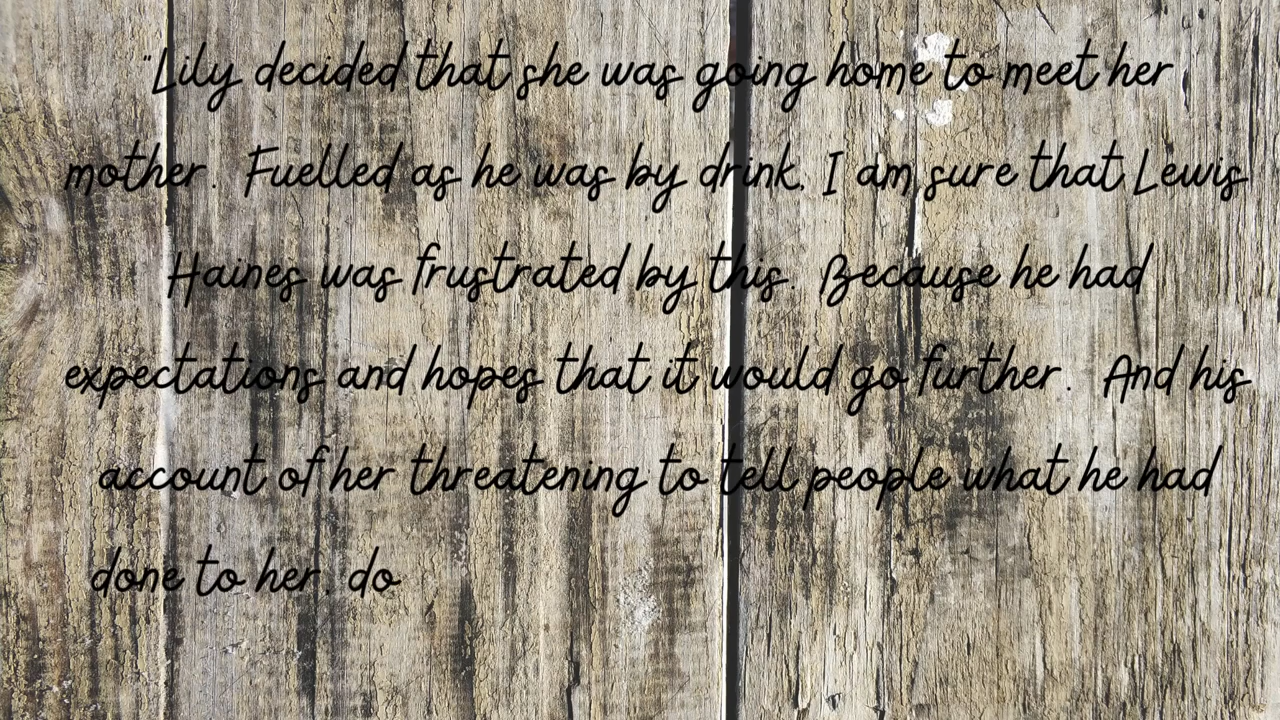 "Lily decided that she was going home to meet her
mother. Fuelled as he was by drink, I am sure that Lewis
Haines was frustrated by this. Because he had
expectations and hopes that it would go further. And his
account of her threatening to tell people what he had
done to her, do